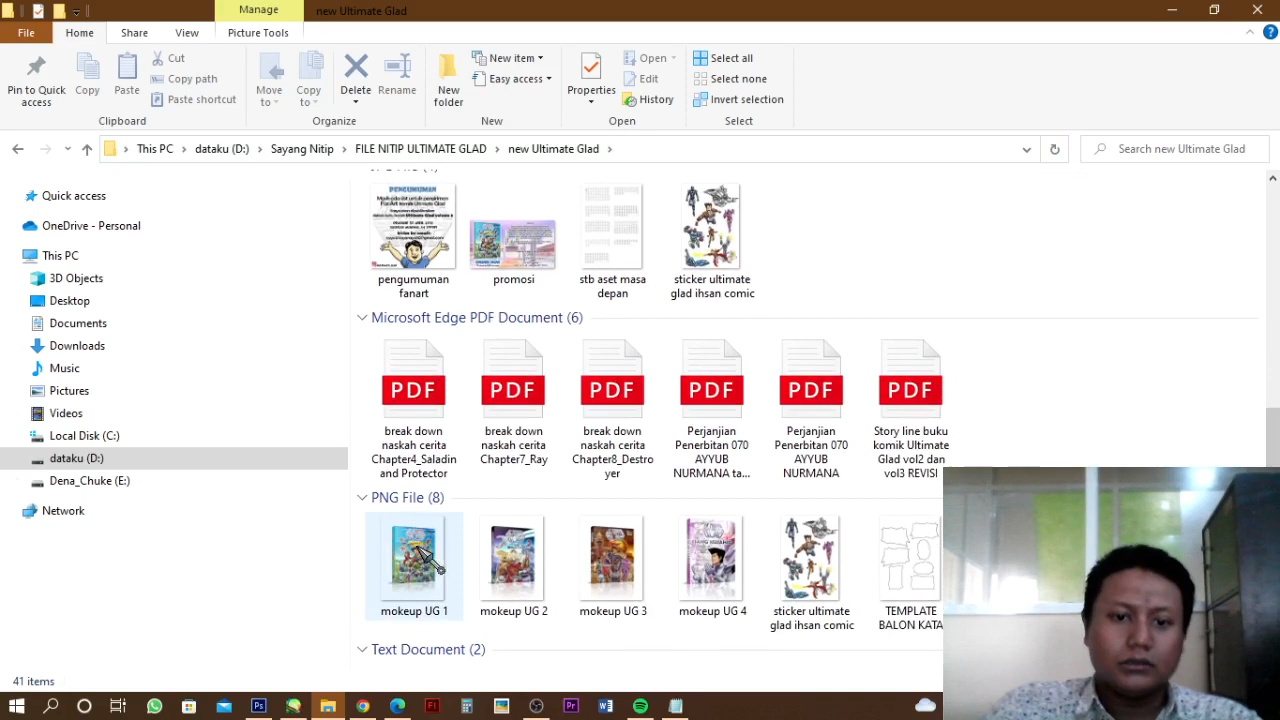 Manage
new Ultimate Glad
File
Home
Share
View
Picture Tools
Pin to Quick
access
Copy
Paste
Cut
Copy path
Paste shortcut
Clipboard
Move
to
Copy
to
Delete
Rename
Organize
New
folder
New item
Easy access
New
Properties
Open
Edit
History
Open
Select all
Select none
Invert selection
Select
This PC
dataku (D:)
Sayang Nitip
FILE NITIP ULTIMATE GLAD
new Ultimate Glad
Search new Ultimate Glad
Quick access
OneDrive - Personal
This PC
3D Objects
Desktop
Documents
Downloads
Music
Pictures
Videos
Local Disk (C:)
dataku (D:)
Dena_Chuke (E:)
Network
PENGUMUMAN
pengumuman
fanart
promosi
stb aset masa
depan
sticker ultimate
glad ihsan comic
Microsoft Edge PDF Document (6)
PDF
PDF
PDF
PDF
PDF
PDF
break down
naskah cerita
Chapter4_Saladin
and Protector
break down
naskah cerita
Chapter7_Ray
break down
naskah cerita
Chapter8_Destro
yer
Perjanjian
Penerbitan 070
AYYUB
NURMANA ta...
Perjanjian
Penerbitan 070
AYYUB
NURMANA
Story line buku
komik Ultimate
Glad vol2 dan
vol3 REVISI
PNG File (8)
mokeup UG 1
mokeup UG 2
mokeup UG 3
mokeup UG 4
sticker ultimate
glad ihsan comic
TEMPLATE
BALON KATA
Text Document (2)
41 items